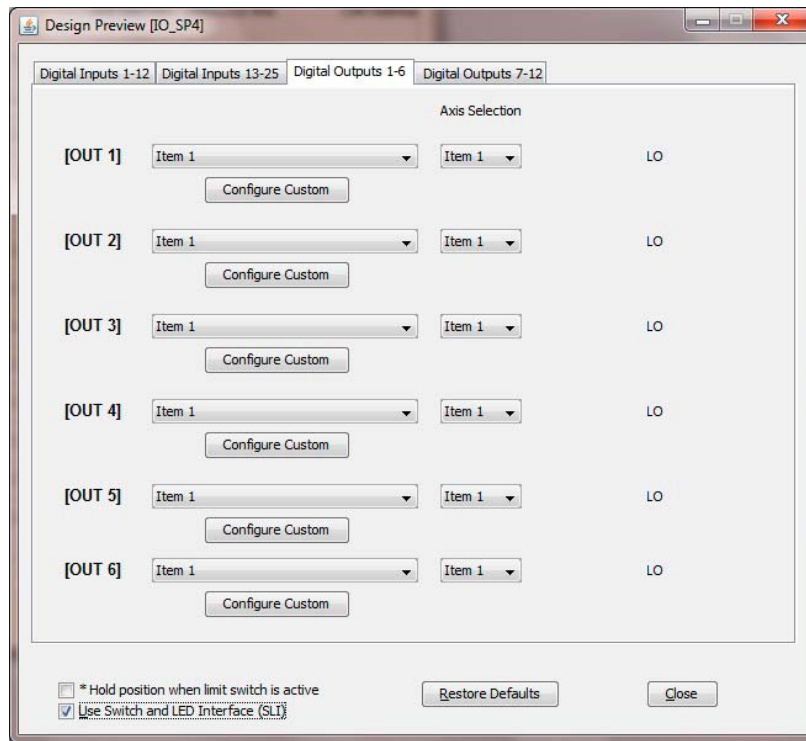 Design Preview [IO_SP4]
Digital Inputs 1-12 Digital Inputs 13-25 Digital Outputs 1-6 Digital Outputs 7-12
Axis Selection
[OUT 1] Item 1 Item 1 LO
Configure Custom
[OUT 2] Item 1 Item 1 LO
Configure Custom
[OUT 3] Item 1 Item 1 LO
Configure Custom
[OUT 4] Item 1 Item 1 LO
Configure Custom
[OUT 5] Item 1 Item 1 LO
Configure Custom
[OUT 6] Item 1 Item 1 LO
Configure Custom
* Hold position when limit switch is active
Use Switch and LED Interface (SLI)
Restore Defaults
Close